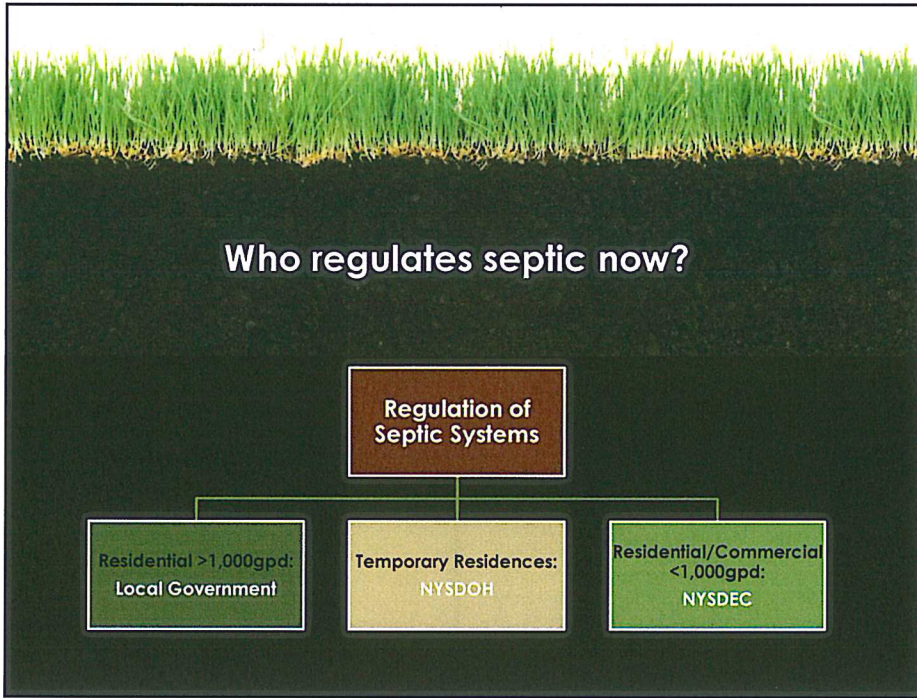 Who regulates septic now?
Regulation of
Septic Systems
Residential >1,000gpd:
Local Government
Temporary Residences:
NYSDOH
Residential/Commercial
<1,000gpd:
NYSDEC